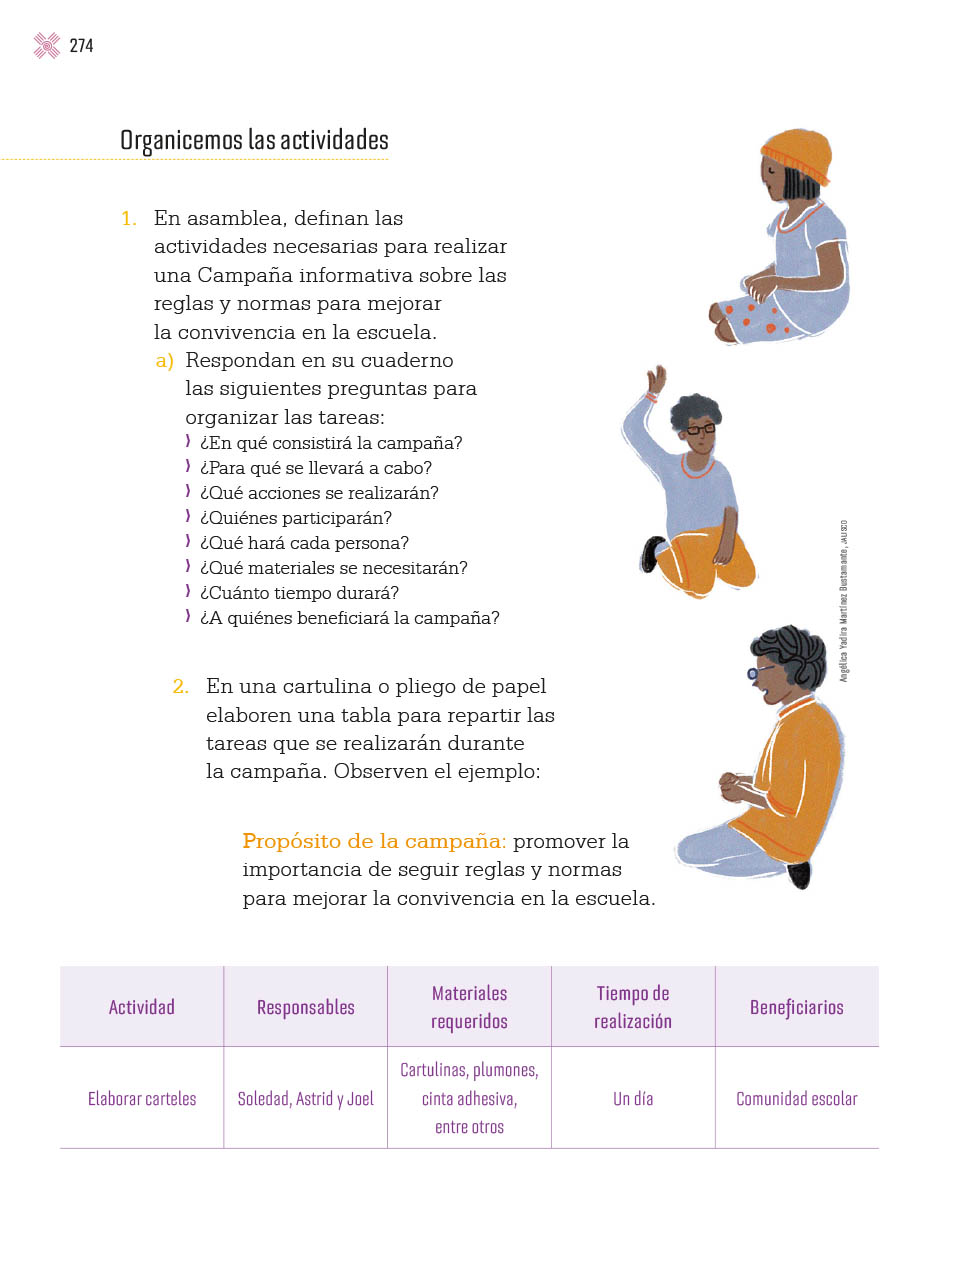 274
Organicemos las actividades
1. En asamblea, definan las
actividades necesarias para realizar
una Campaña informativa sobre las
reglas y normas para mejorar
la convivencia en la escuela.
a) Respondan en su cuaderno
las siguientes preguntas para
organizar las tareas:
⟩ ¿En qué consistirá la campaña?
⟩ ¿Para qué se llevará a cabo?
⟩ ¿Qué acciones se realizarán?
⟩ ¿Quiénes participarán?
⟩ ¿Qué hará cada persona?
⟩ ¿Qué materiales se necesitarán?
⟩ ¿Cuánto tiempo durará?
⟩ ¿A quiénes beneficiará la campaña?
Angélica Yadira Martínez Bustamante, JALISCO
2. En una cartulina o pliego de papel
elaboren una tabla para repartir las
tareas que se realizarán durante
la campaña. Observen el ejemplo:
Propósito de la campaña: promover la
importancia de seguir reglas y normas
para mejorar la convivencia en la escuela.
Actividad
Responsables
Materiales
requeridos
Tiempo de
realización
Beneficiarios
Elaborar carteles
Soledad, Astrid y Joel
Cartulinas, plumones,
cinta adhesiva,
entre otros
Un día
Comunidad escolar